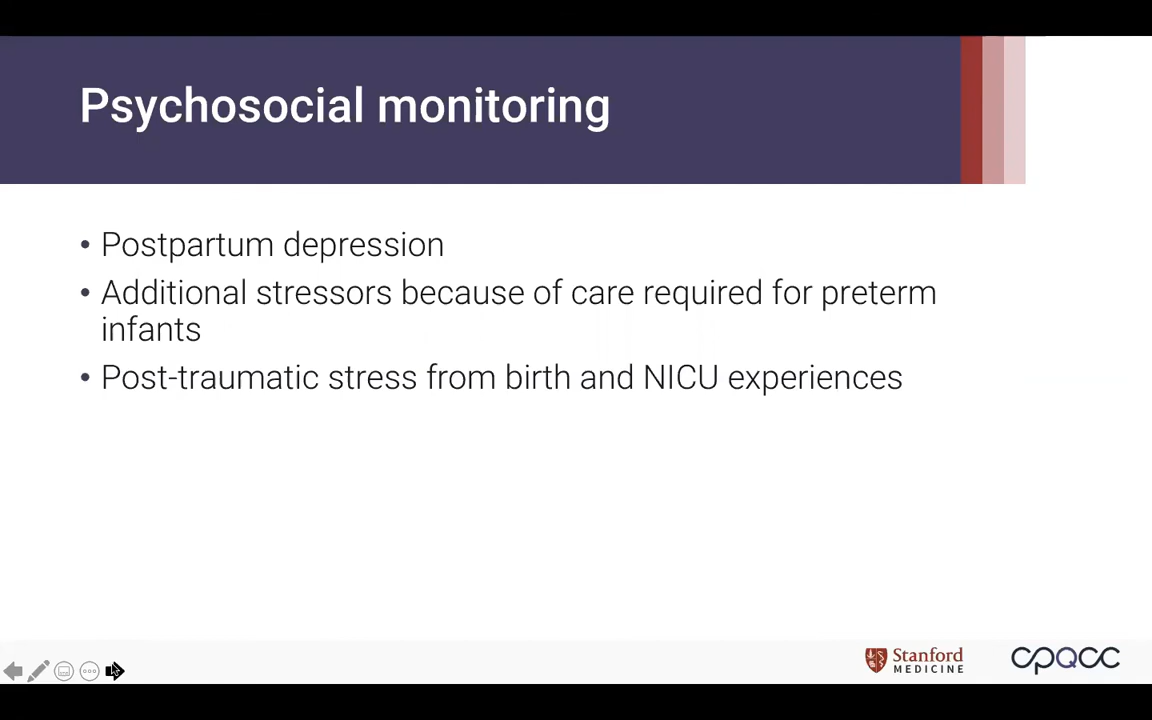 Psychosocial monitoring
• Postpartum depression
• Additional stressors because of care required for preterm
infants
• Post-traumatic stress from birth and NICU experiences
Stanford
MEDICINE
cpqcc